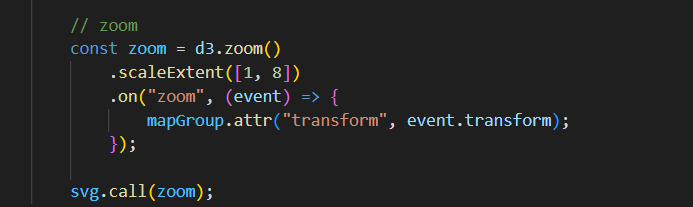 // zoom
const zoom = d3.zoom()
.scaleExtent([1, 8])
.on("zoom", (event) => {
mapGroup.attr("transform", event.transform);
});
svg.call(zoom);